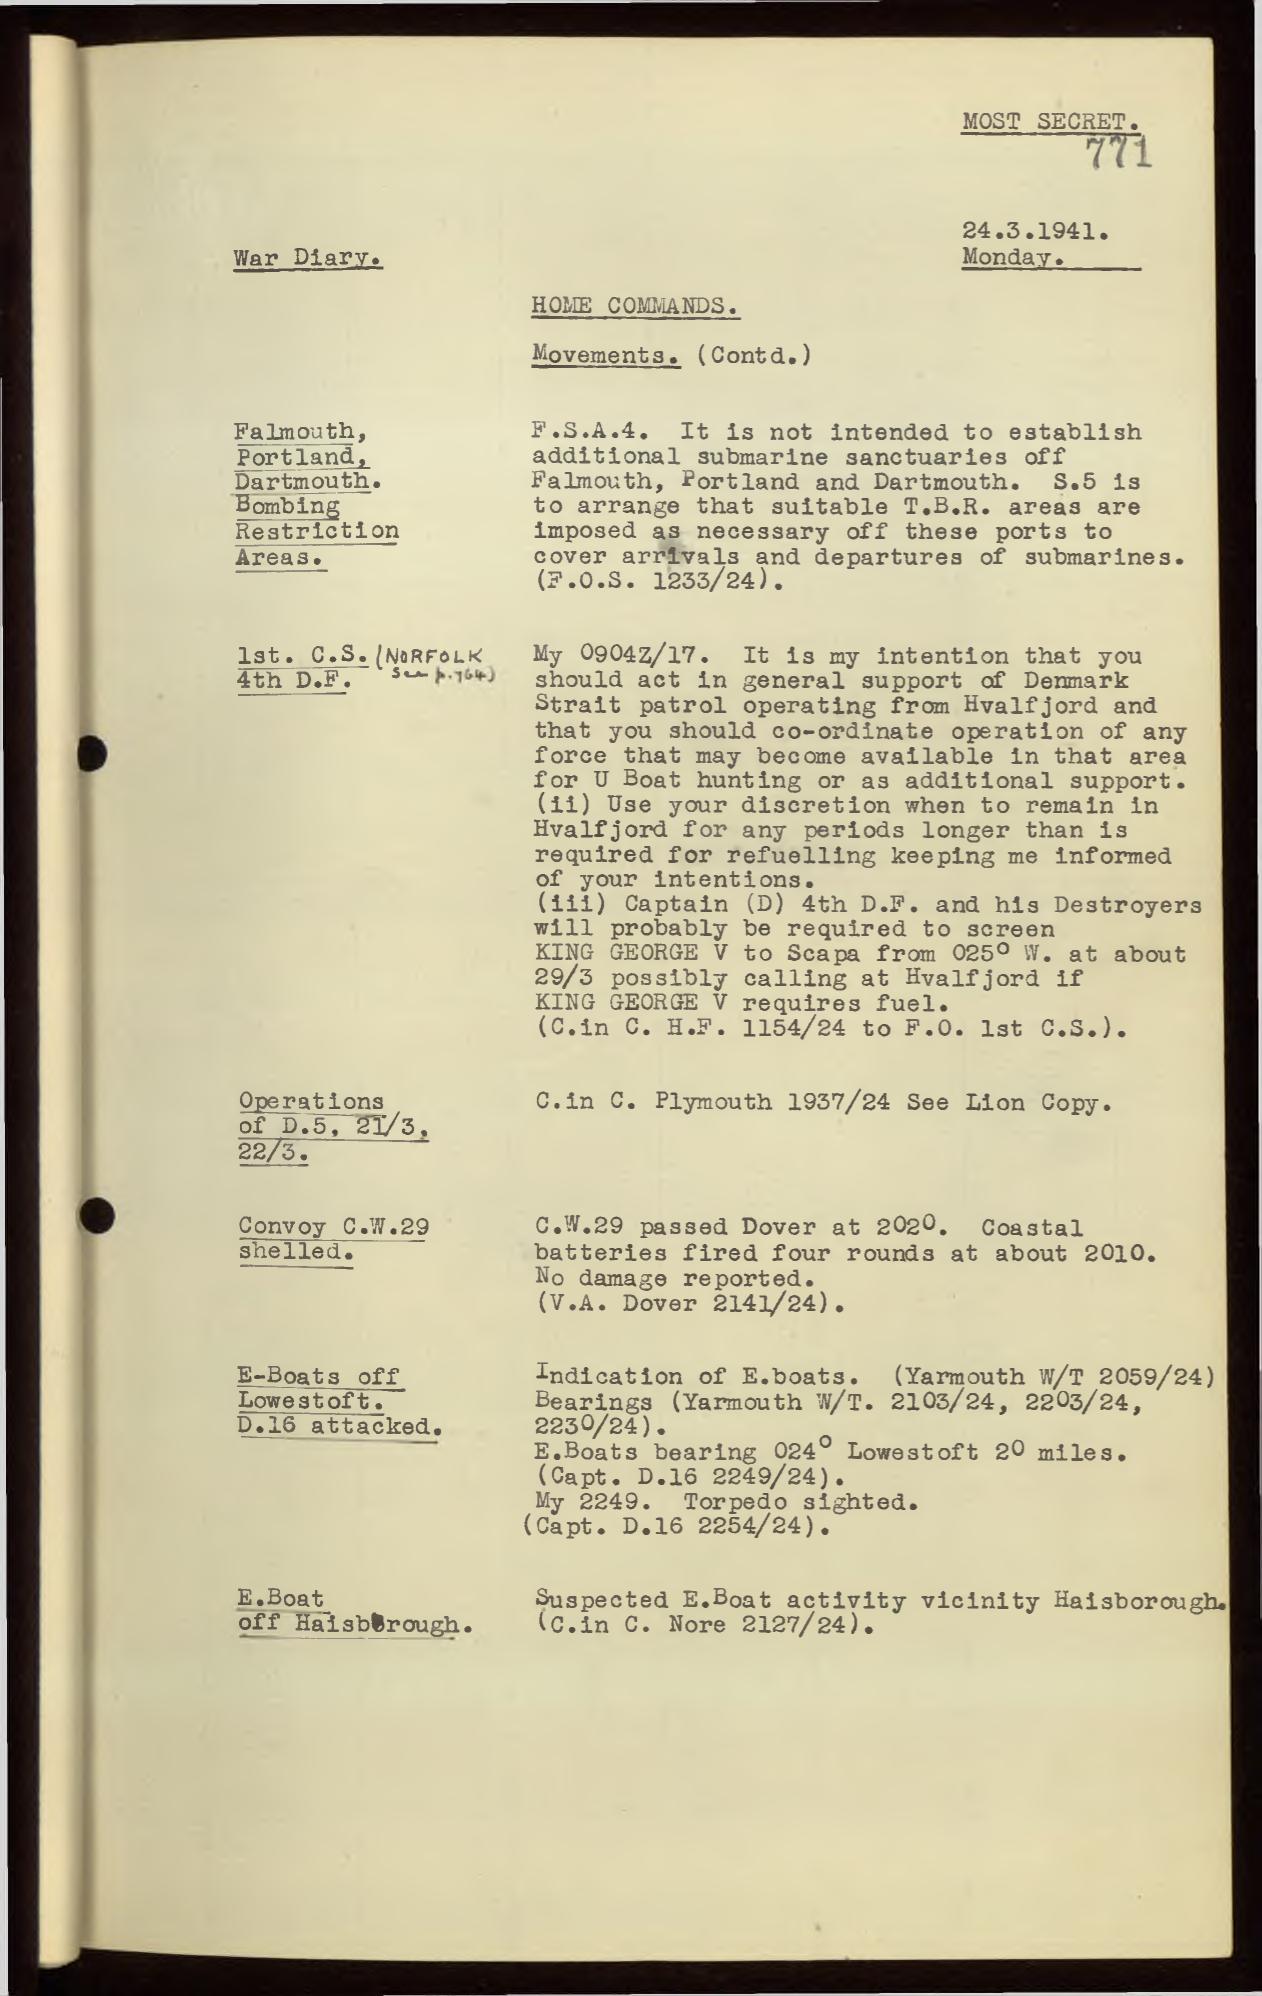 MOST SECRET.
771
24.3.1941.
War Diary.
Monday.
HOME COMMANDS.
Movements. (Contd.)
Falmouth,
Portland,
Dartmouth.
Bombing
Restriction
Areas.
F.S.A.4. It is not intended to establish
additional submarine sanctuaries off
Falmouth, Portland and Dartmouth. S.5 is
to arrange that suitable T.B.R. areas are
imposed as necessary off these ports to
cover arrivals and departures of submarines.
(F.O.S. 1233/24).
1st. C.S. (NORFOLK
4th D.F. See p.764)
My 0904Z/17. It is my intention that you
should act in general support of Denmark
Strait patrol operating from Hvalfjord and
that you should co-ordinate operation of any
force that may become available in that area
for U Boat hunting or as additional support.
(ii) Use your discretion when to remain in
Hvalfjord for any periods longer than is
required for refuelling keeping me informed
of your intentions.
(iii) Captain (D) 4th D.F. and his Destroyers
will probably be required to screen
KING GEORGE V to Scapa from 025° W. at about
29/3 possibly calling at Hvalfjord if
KING GEORGE V requires fuel.
(C.in C. H.F. 1154/24 to F.O. 1st C.S.).
Operations
of D.5, 21/3,
22/3.
C.in C. Plymouth 1937/24 See Lion Copy.
Convoy C.W.29
shelled.
C.W.29 passed Dover at 2020. Coastal
batteries fired four rounds at about 2010.
No damage reported.
(V.A. Dover 2141/24).
E-Boats off
Lowestoft.
D.16 attacked.
Indication of E.boats. (Yarmouth W/T 2059/24)
Bearings (Yarmouth W/T. 2103/24, 2203/24,
2230/24).
E.Boats bearing 024° Lowestoft 20 miles.
(Capt. D.16 2249/24).
My 2249. Torpedo sighted.
(Capt. D.16 2254/24).
E.Boat
off Haisborough.
Suspected E.Boat activity vicinity Haisborough.
(C.in C. Nore 2127/24).